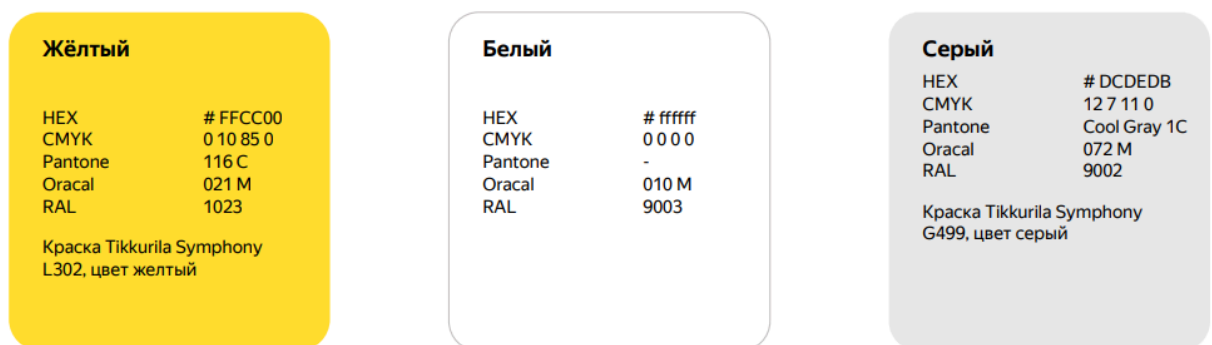 Жёлтый
HEX # FFCC00
CMYK 0 10 85 0
Pantone 116 C
Oracal 021 M
RAL 1023
Краска Tikkurila Symphony
L302, цвет желтый
Белый
HEX # ffffff
CMYK 0 0 0 0
Pantone -
Oracal 010 M
RAL 9003
Серый
HEX # DCDEDB
CMYK 12 7 11 0
Pantone Cool Gray 1C
Oracal 072 M
RAL 9002
Краска Tikkurila Symphony
G499, цвет серый